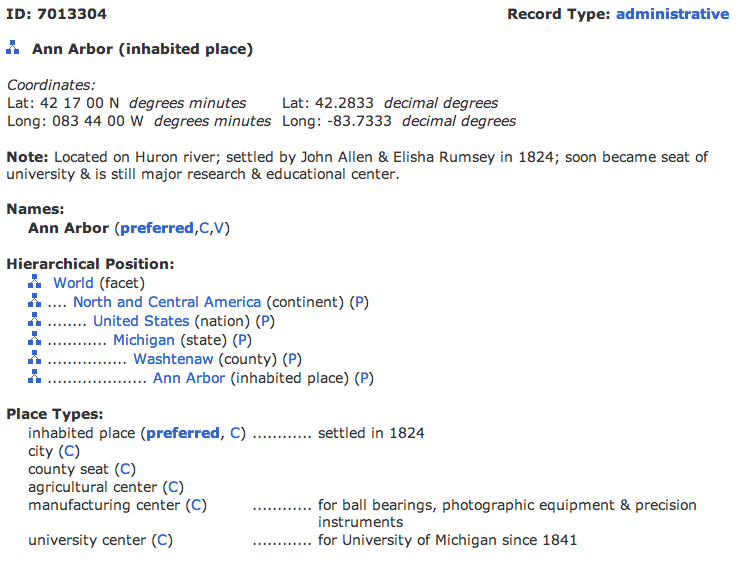 ID: 7013304 Record Type: administrative
Ann Arbor (inhabited place)
Coordinates:
Lat: 42 17 00 N degrees minutes Lat: 42.2833 decimal degrees
Long: 083 44 00 W degrees minutes Long: -83.7333 decimal degrees
Note: Located on Huron river; settled by John Allen & Elisha Rumsey in 1824; soon became seat of
university & is still major research & educational center.
Names:
Ann Arbor (preferred,C,V)
Hierarchical Position:
World (facet)
.... North and Central America (continent) (P)
........ United States (nation) (P)
............ Michigan (state) (P)
................ Washtenaw (county) (P)
.................... Ann Arbor (inhabited place) (P)
Place Types:
inhabited place (preferred, C) ............ settled in 1824
city (C)
county seat (C)
agricultural center (C)
manufacturing center (C) ............ for ball bearings, photographic equipment & precision
instruments
university center (C) ............ for University of Michigan since 1841